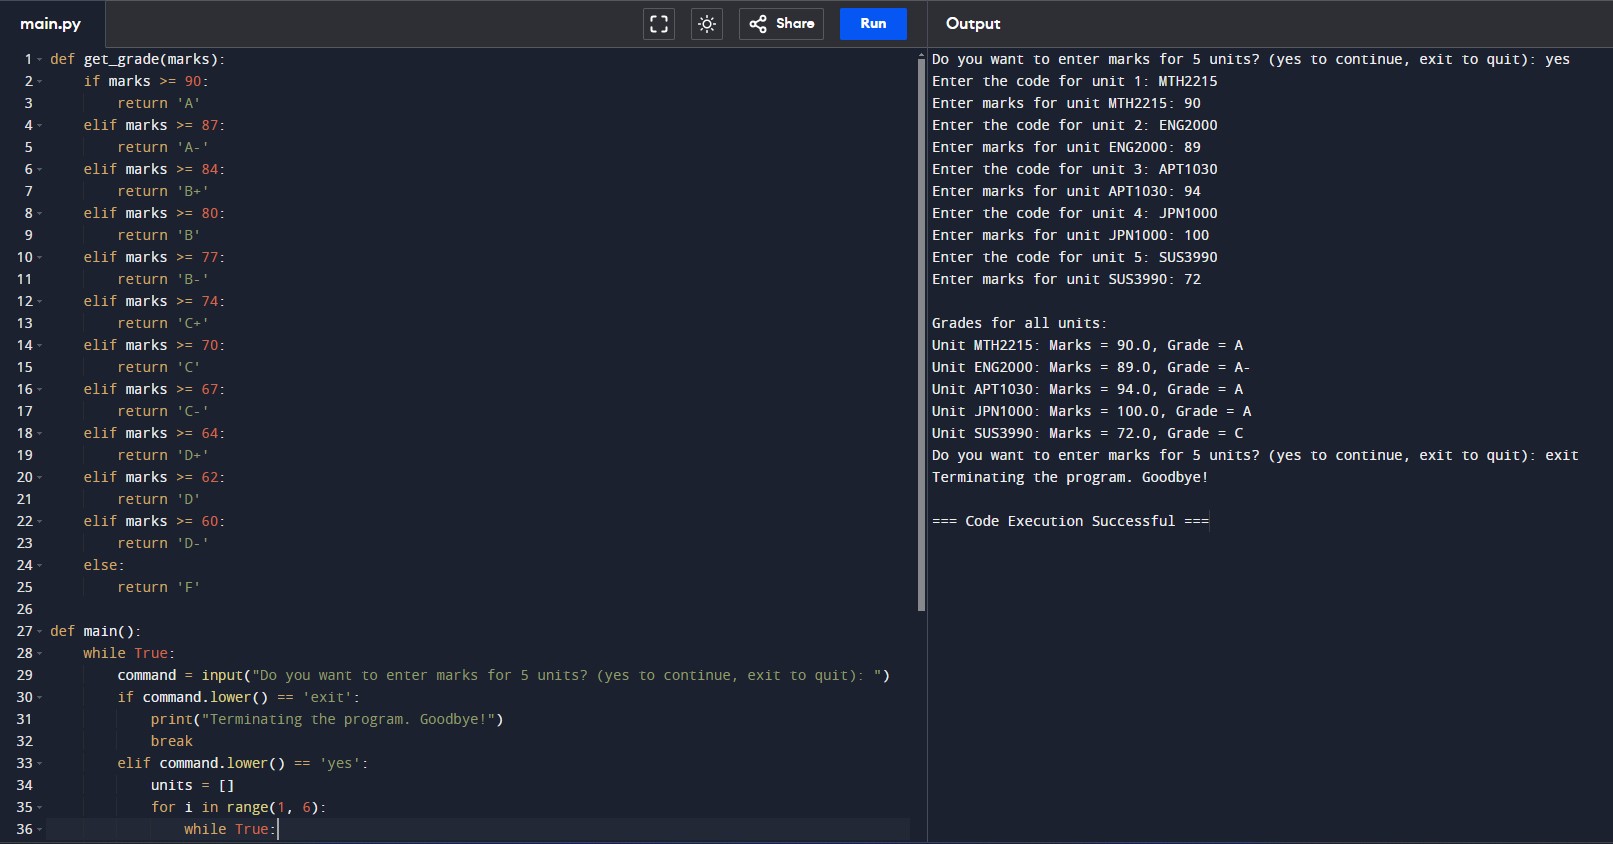 main.py
Share
Run
Output
1 def get_grade(marks):
2     if marks >= 90:
3         return 'A'
4     elif marks >= 87:
5         return 'A-'
6     elif marks >= 84:
7         return 'B+'
8     elif marks >= 80:
9         return 'B'
10     elif marks >= 77:
11         return 'B-'
12     elif marks >= 74:
13         return 'C+'
14     elif marks >= 70:
15         return 'C'
16     elif marks >= 67:
17         return 'C-'
18     elif marks >= 64:
19         return 'D+'
20     elif marks >= 62:
21         return 'D'
22     elif marks >= 60:
23         return 'D-'
24     else:
25         return 'F'
26
27 def main():
28     while True:
29         command = input("Do you want to enter marks for 5 units? (yes to continue, exit to quit): ")
30         if command.lower() == 'exit':
31             print("Terminating the program. Goodbye!")
32             break
33         elif command.lower() == 'yes':
34             units = []
35             for i in range(1, 6):
36                 while True:
Do you want to enter marks for 5 units? (yes to continue, exit to quit): yes
Enter the code for unit 1: MTH2215
Enter marks for unit MTH2215: 90
Enter the code for unit 2: ENG2000
Enter marks for unit ENG2000: 89
Enter the code for unit 3: APT1030
Enter marks for unit APT1030: 94
Enter the code for unit 4: JPN1000
Enter marks for unit JPN1000: 100
Enter the code for unit 5: SUS3990
Enter marks for unit SUS3990: 72
Grades for all units:
Unit MTH2215: Marks = 90.0, Grade = A
Unit ENG2000: Marks = 89.0, Grade = A-
Unit APT1030: Marks = 94.0, Grade = A
Unit JPN1000: Marks = 100.0, Grade = A
Unit SUS3990: Marks = 72.0, Grade = C
Do you want to enter marks for 5 units? (yes to continue, exit to quit): exit
Terminating the program. Goodbye!
=== Code Execution Successful ===